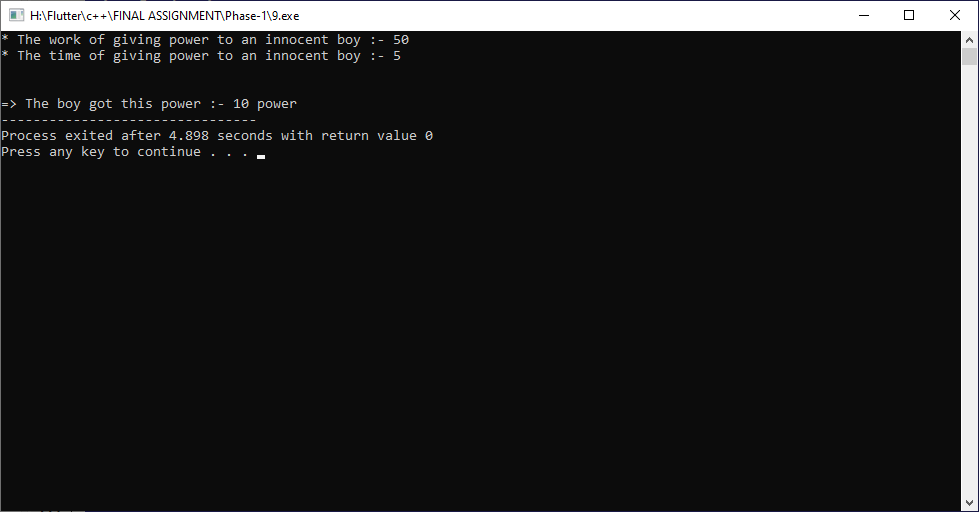 H:\Flutter\c++\FINAL ASSIGNMENT\Phase-1\9.exe
* The work of giving power to an innocent boy :- 50
* The time of giving power to an innocent boy :- 5
=> The boy got this power :- 10 power
--------------------------------
Process exited after 4.898 seconds with return value 0
Press any key to continue . . .